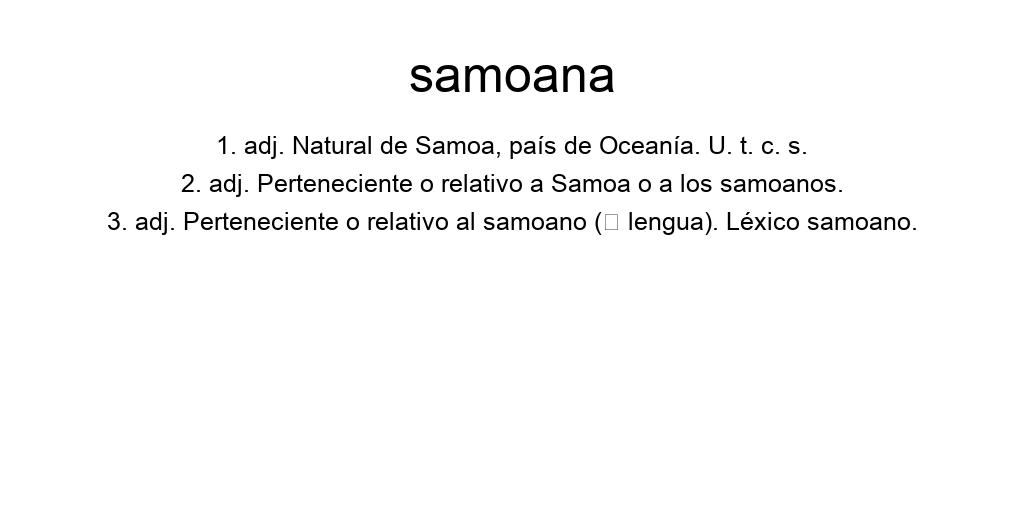 samoana
1. adj. Natural de Samoa, país de Oceanía. U. t. c. s.
2. adj. Perteneciente o relativo a Samoa o a los samoanos.
3. adj. Perteneciente o relativo al samoano (□ lengua). Léxico samoano.